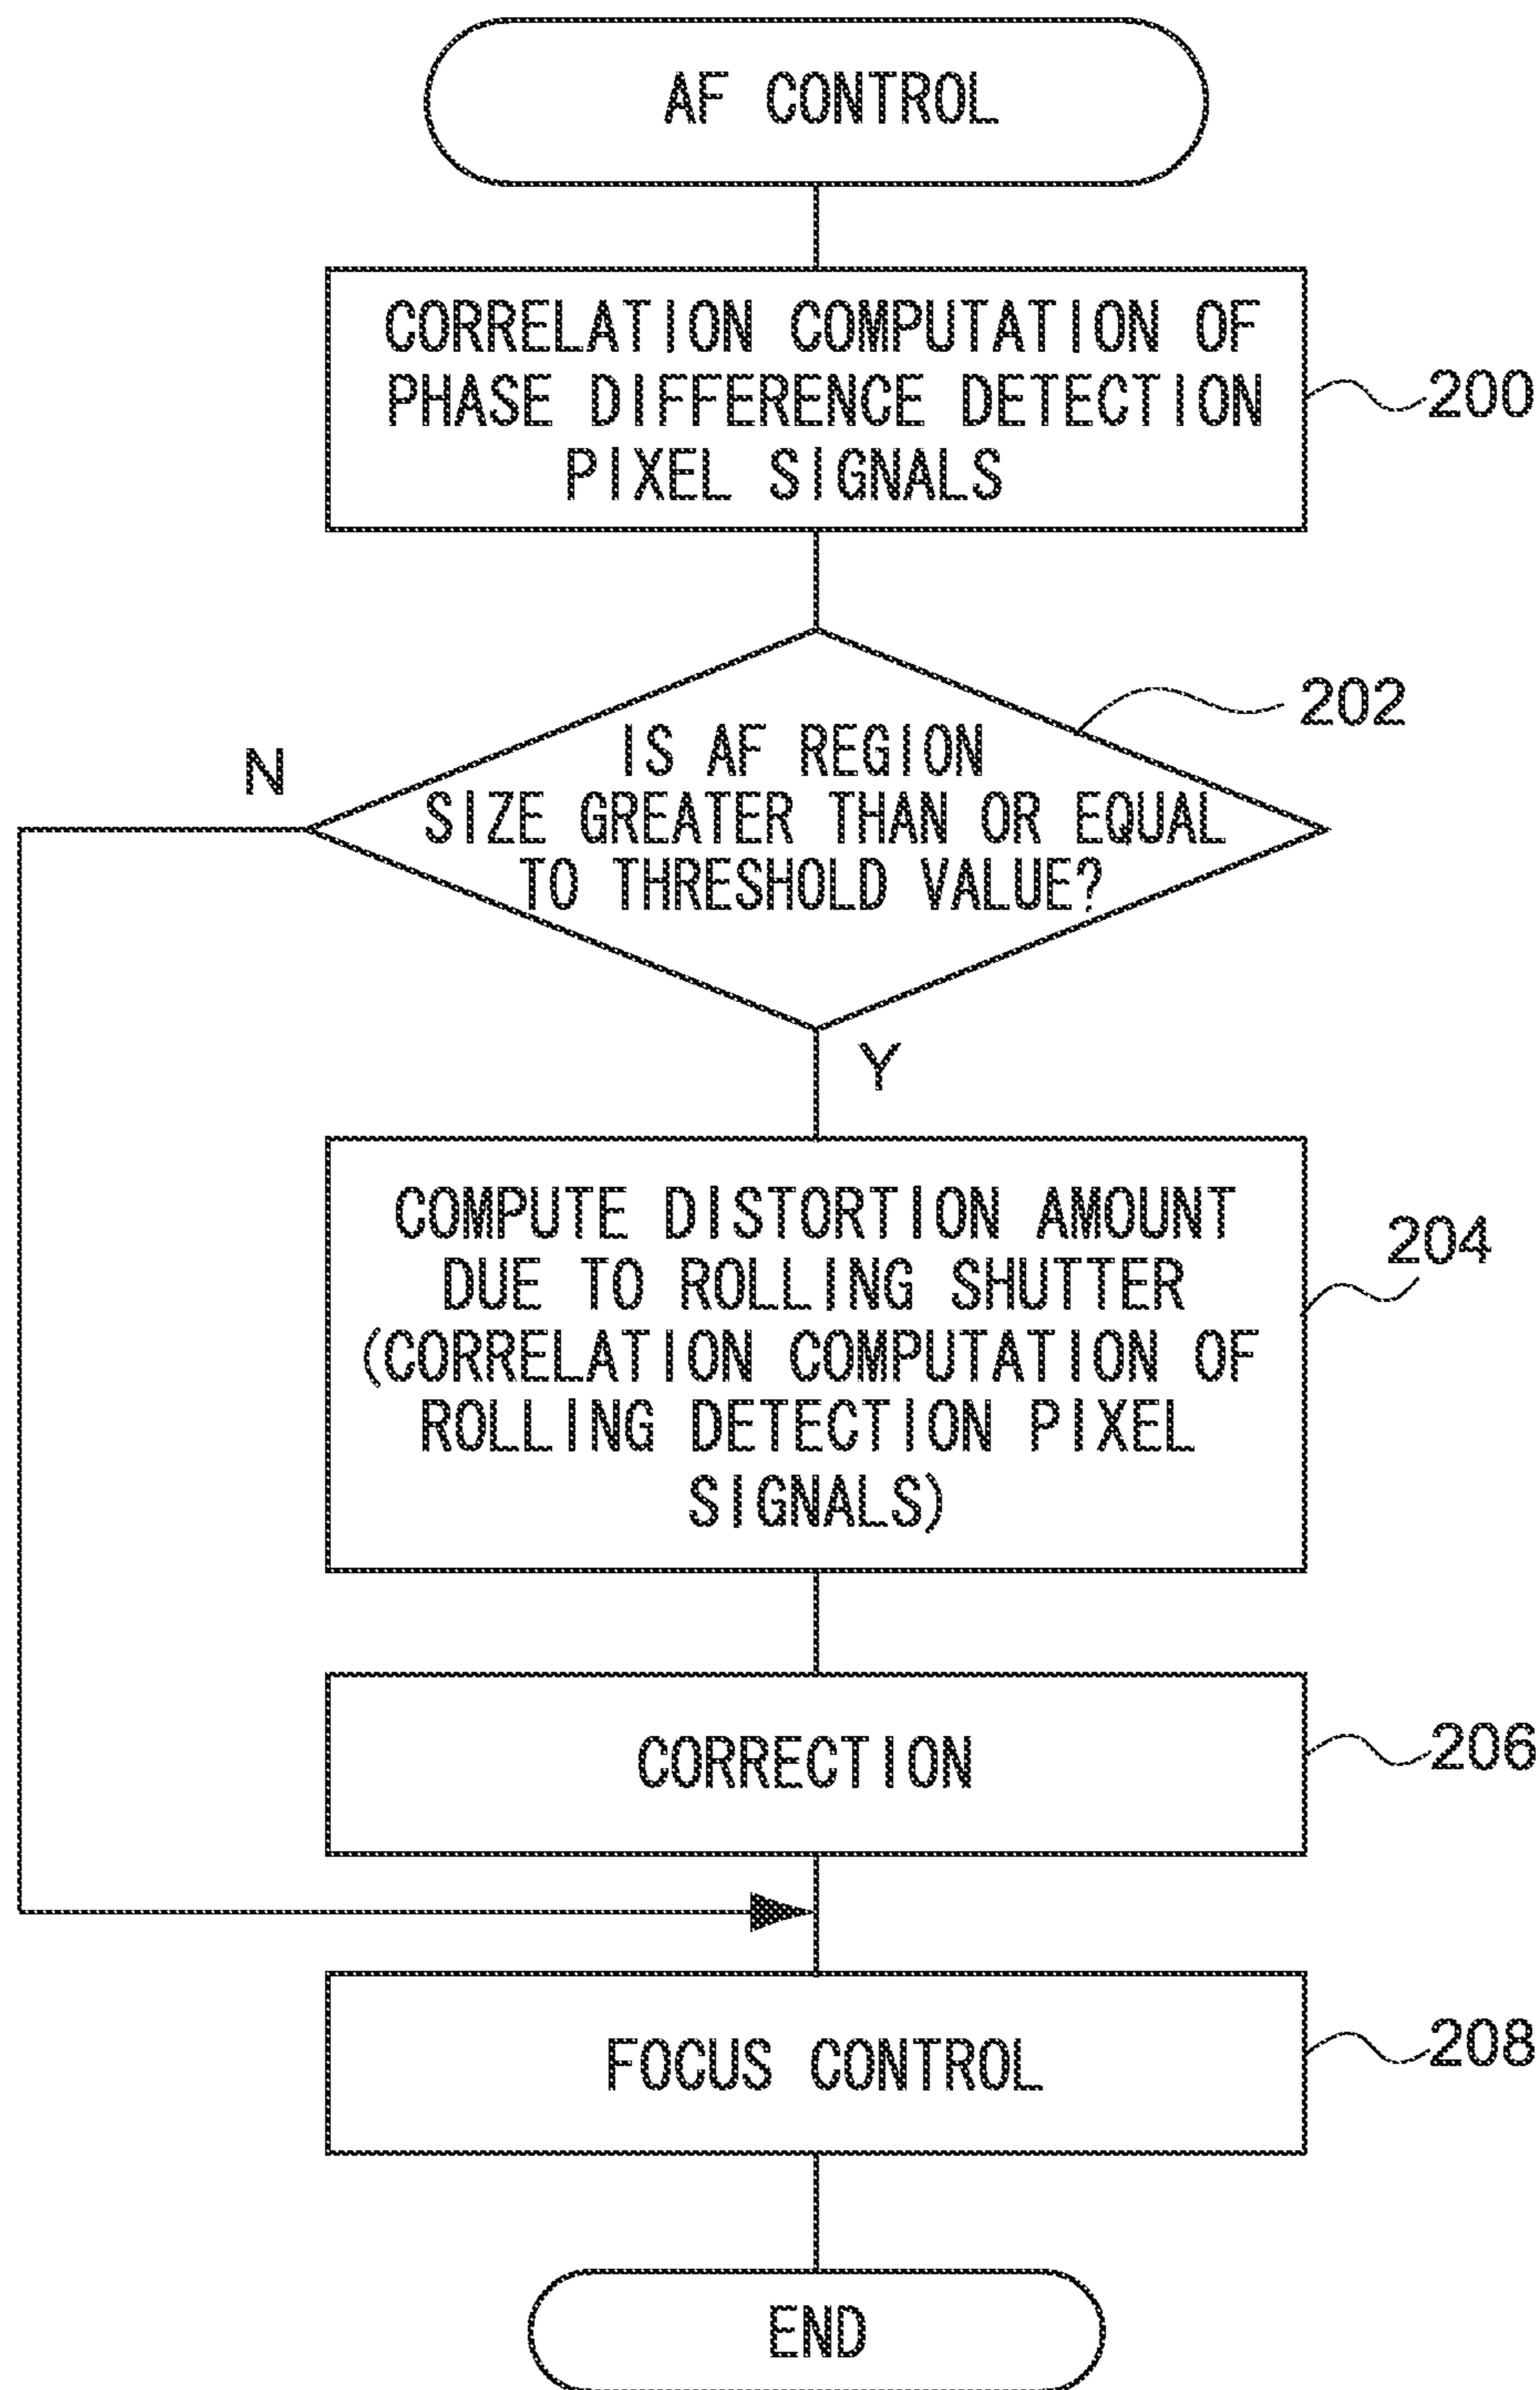 AF CONTROL
CORRELATION COMPUTATION OF
PHASE DIFFERENCE DETECTION
PIXEL SIGNALS
200
202
IS AF REGION
SIZE GREATER THAN OR EQUAL
TO THRESHOLD VALUE?
N
Y
COMPUTE DISTORTION AMOUNT
DUE TO ROLLING SHUTTER
(CORRELATION COMPUTATION OF
ROLLING DETECTION PIXEL
SIGNALS)
204
CORRECTION
206
FOCUS CONTROL
208
END